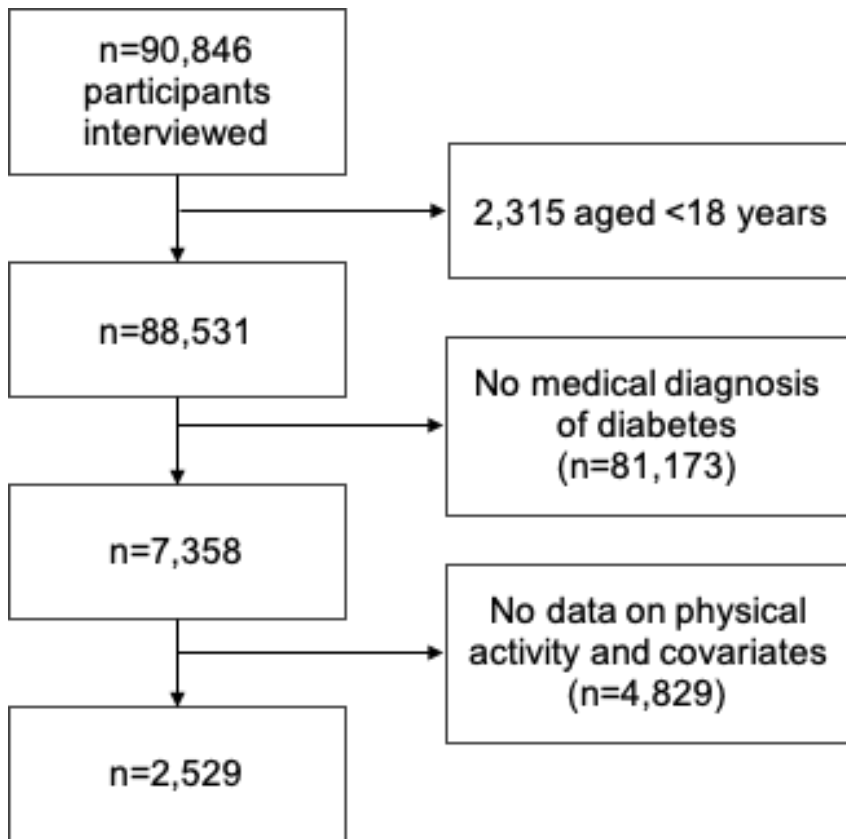 n=90,846
participants
interviewed
2,315 aged <18 years
n=88,531
No medical diagnosis
of diabetes
(n=81,173)
n=7,358
No data on physical
activity and covariates
(n=4,829)
n=2,529